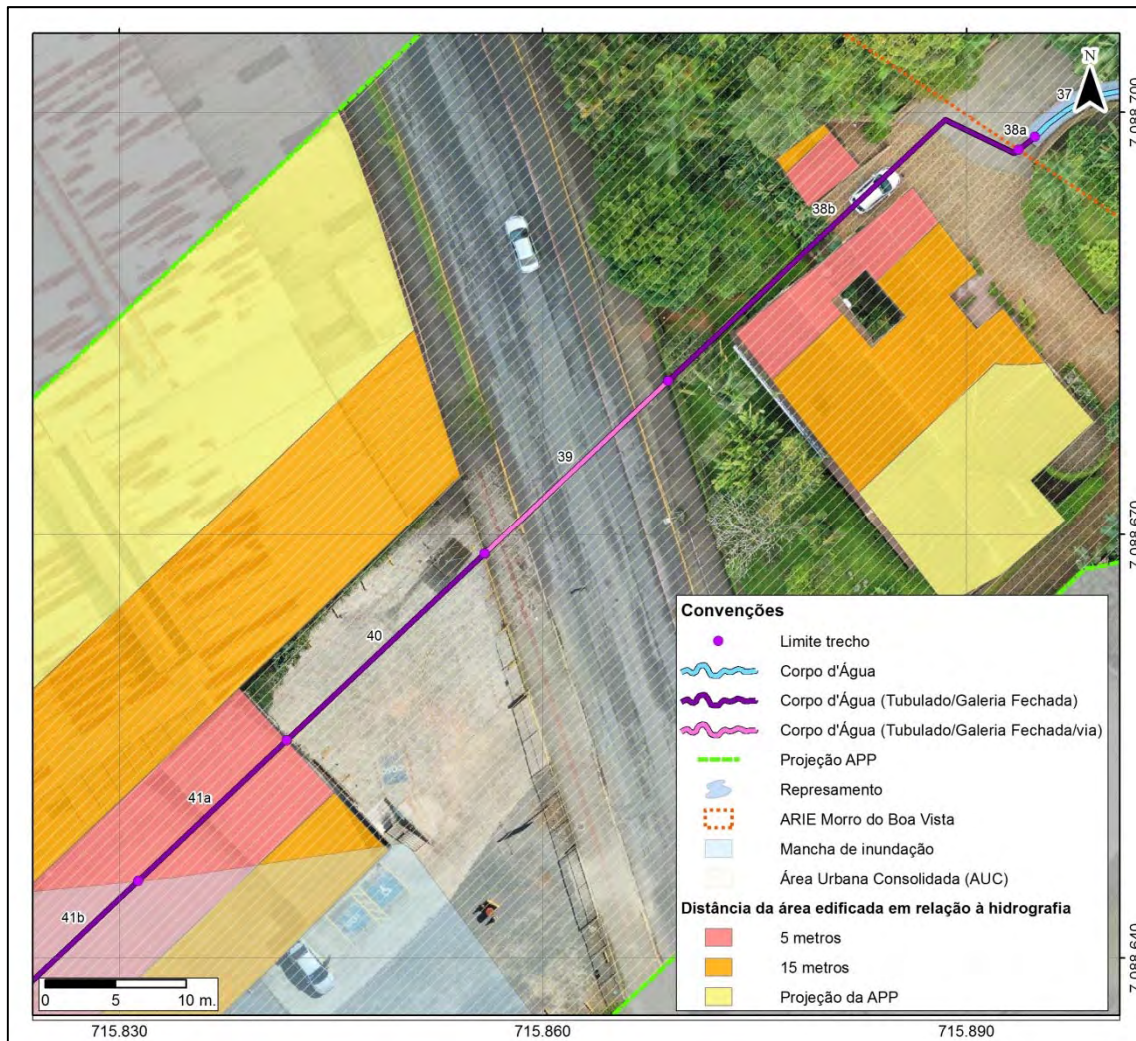 N
7.088.700
37
38a
38b
39
7.088.670
40
41a
41b
7.088.640
0 5 10 m.
715.830
715.860
715.890
Convenções
Limite trecho
Corpo d'Água
Corpo d'Água (Tubulado/Galeria Fechada)
Corpo d'Água (Tubulado/Galeria Fechada/via)
Projeção APP
Represamento
ARIE Morro do Boa Vista
Mancha de inundação
Área Urbana Consolidada (AUC)
Distância da área edificada em relação à hidrografia
5 metros
15 metros
Projeção da APP